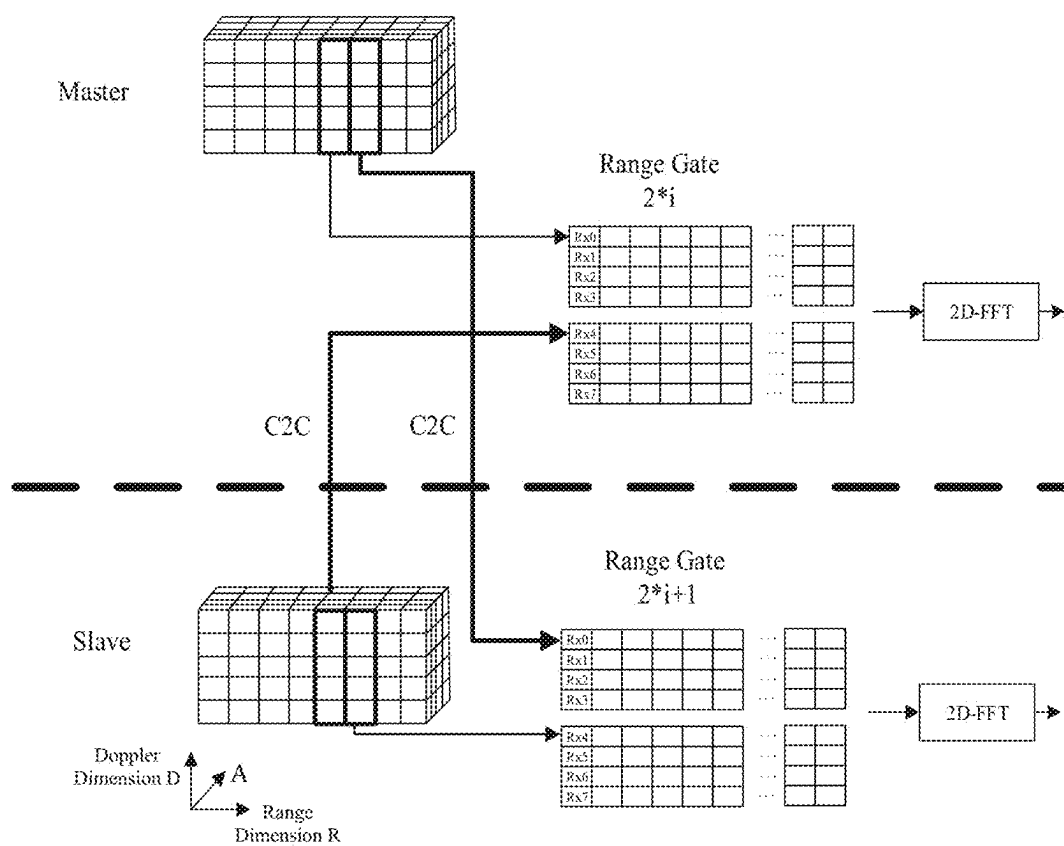 Master
Range Gate
2*i
Rx0
Rx1
Rx2
Rx3
...
...
...
...
Rx4
Rx5
Rx6
Rx7
...
...
...
...
2D-FFT
C2C
C2C
Range Gate
2*i+1
Slave
Rx0
Rx1
Rx2
Rx3
...
...
...
...
Rx4
Rx5
Rx6
Rx7
...
...
...
...
2D-FFT
Doppler
Dimension D
A
Range
Dimension R